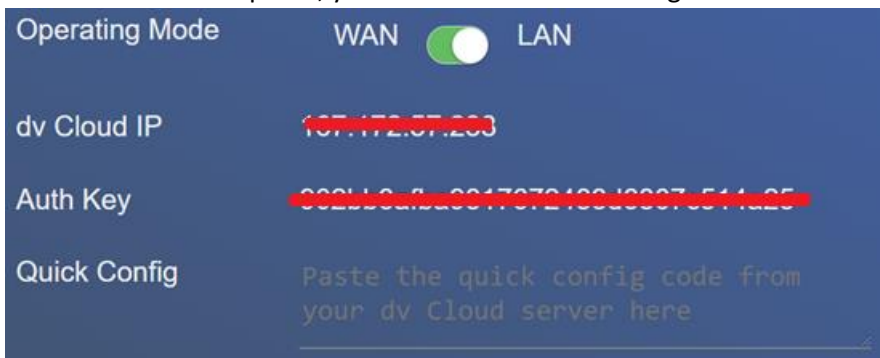 Operating Mode WAN LAN
dv Cloud IP
Auth Key
Quick Config Paste the quick config code from
your dv Cloud server here